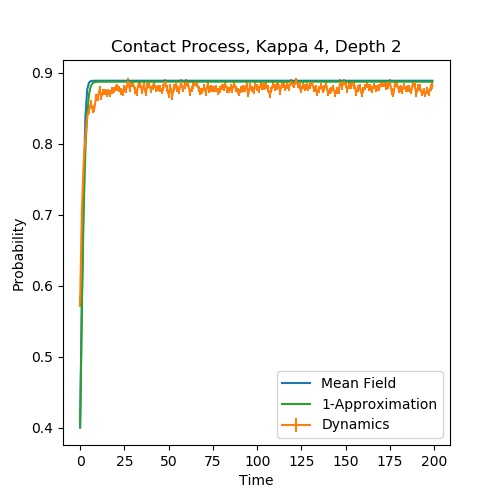 Contact Process, Kappa 4, Depth 2
0.9
0.8
0.7
0.6
0.5
0.4
Probability
Mean Field
1-Approximation
Dynamics
0 25 50 75 100 125 150 175 200
Time